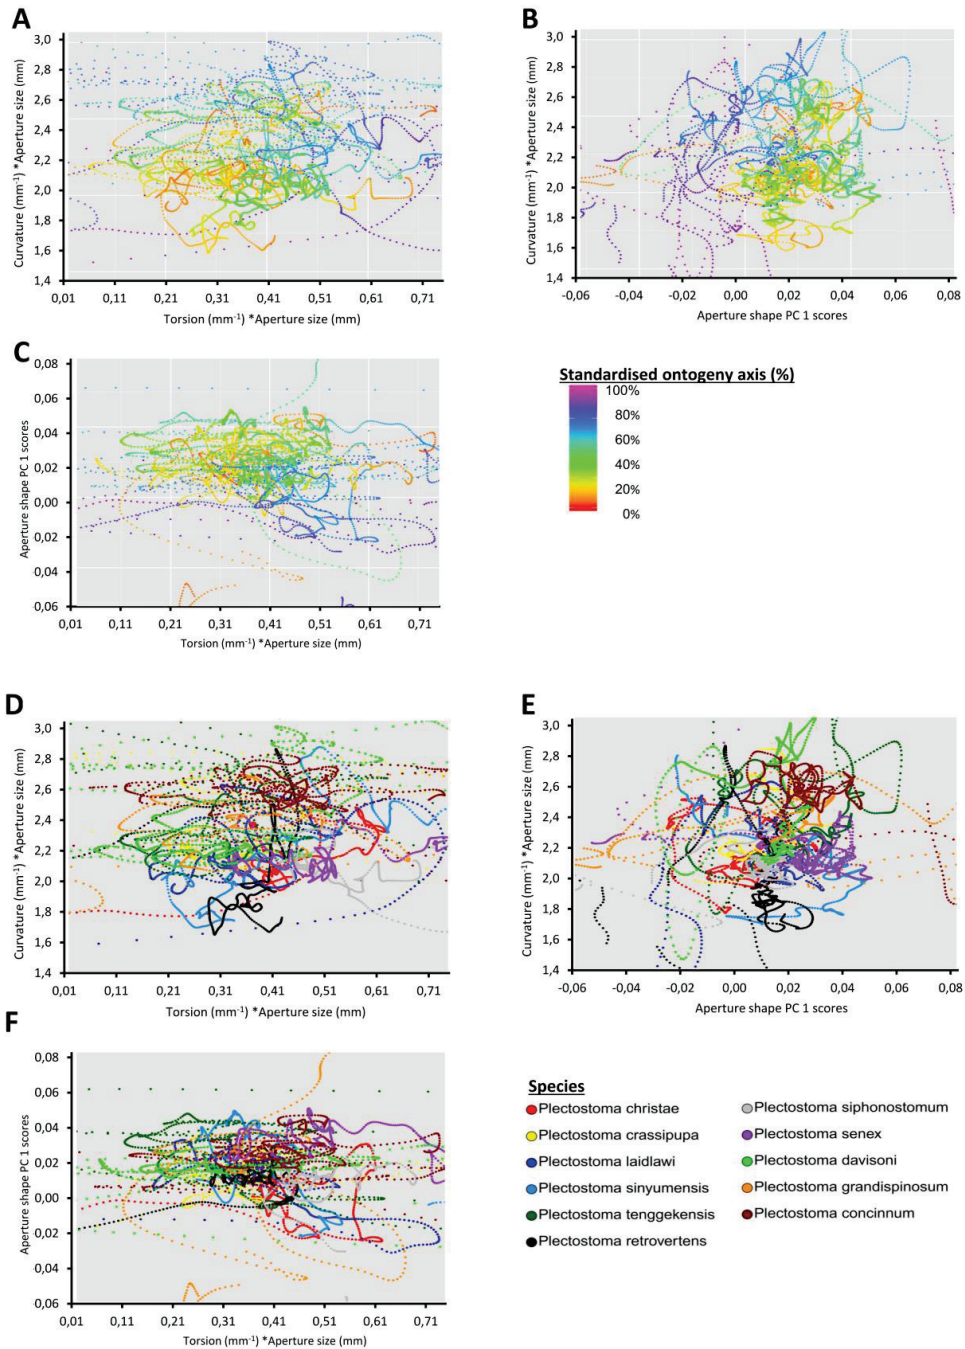 A
3,0
2,8
2,6
2,4
2,2
2,0
1,8
1,6
1,4
Curvature (mm⁻¹) *Aperture size (mm)
0,01 0,11 0,21 0,31 0,41 0,51 0,61 0,71
Torsion (mm⁻¹) *Aperture size (mm)
B
3,0
2,8
2,6
2,4
2,2
2,0
1,8
1,6
1,4
Curvature (mm⁻¹) *Aperture size (mm)
-0,06 -0,04 -0,02 0,00 0,02 0,04 0,06 0,08
Aperture shape PC 1 scores
C
0,08
0,06
0,04
0,02
0,00
0,02
0,04
0,06
Aperture shape PC 1 scores
0,01 0,11 0,21 0,31 0,41 0,51 0,61 0,71
Torsion (mm⁻¹) *Aperture size (mm)
Standardised ontogeny axis (%)
100%
80%
60%
40%
20%
0%
D
3,0
2,8
2,6
2,4
2,2
2,0
1,8
1,6
1,4
Curvature (mm⁻¹) *Aperture size (mm)
0,01 0,11 0,21 0,31 0,41 0,51 0,61 0,71
Torsion (mm⁻¹) *Aperture size (mm)
E
3,0
2,8
2,6
2,4
2,2
2,0
1,8
1,6
1,4
Curvature (mm⁻¹) *Aperture size (mm)
-0,06 -0,04 -0,02 0,00 0,02 0,04 0,06 0,08
Aperture shape PC 1 scores
F
0,08
0,06
0,04
0,02
0,00
0,02
0,04
0,06
Aperture shape PC 1 scores
0,01 0,11 0,21 0,31 0,41 0,51 0,61 0,71
Torsion (mm⁻¹) *Aperture size (mm)
Species
Plectostoma christae
Plectostoma crassipupa
Plectostoma laidlawi
Plectostoma sinyumensis
Plectostoma tenggekensis
Plectostoma retrovertens
Plectostoma siphonostomum
Plectostoma senex
Plectostoma davisoni
Plectostoma grandispinosum
Plectostoma concinnum